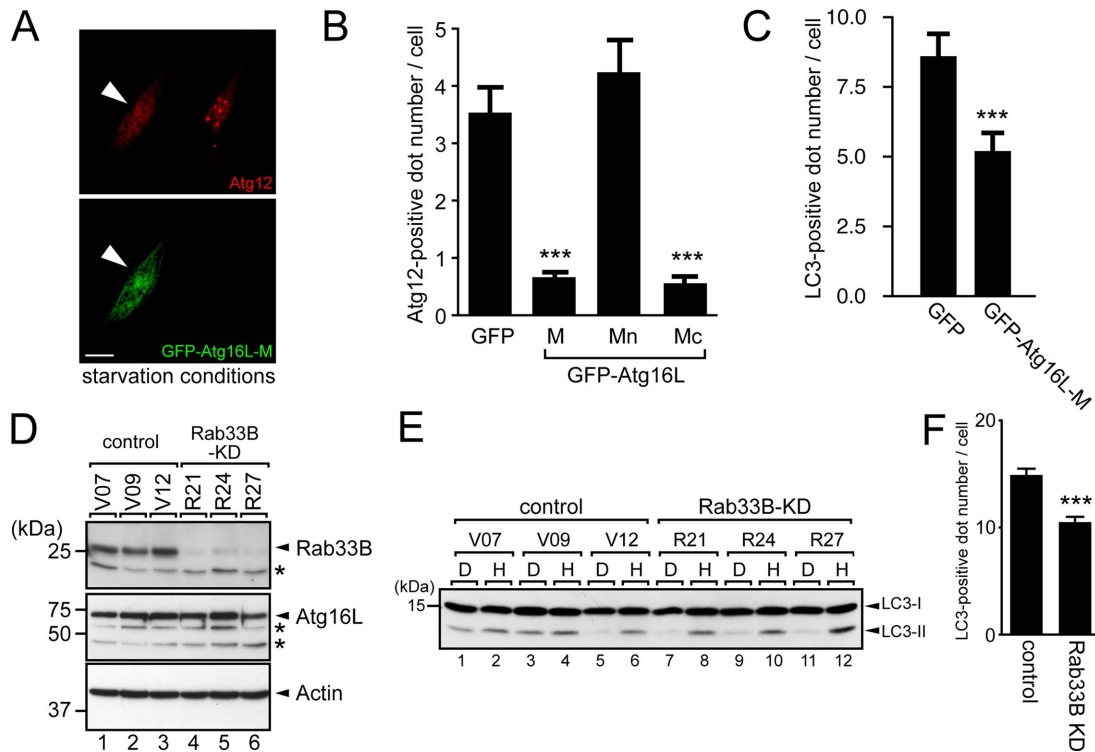 A
Atg12
GFP-Atg16L-M
starvation conditions
B
Atg12-positive dot number / cell
5
4
3
2
1
0
***
***
GFP M Mn Mc
GFP-Atg16L
C
LC3-positive dot number / cell
10.0
7.5
5.0
2.5
0.0
***
GFP
GFP-Atg16L-M
D
control Rab33B
-KD
V07 V09 V12 R21 R24 R27
(kDa)
25
Rab33B
*
75
Atg16L
50
*
*
Actin
37
1 2 3 4 5 6
E
control Rab33B-KD
V07 V09 V12 R21 R24 R27
D H D H D H D H D H D H
(kDa)
15
LC3-I
LC3-II
1 2 3 4 5 6 7 8 9 10 11 12
F
LC3-positive dot number / cell
20
10
0
***
control
Rab33B KD